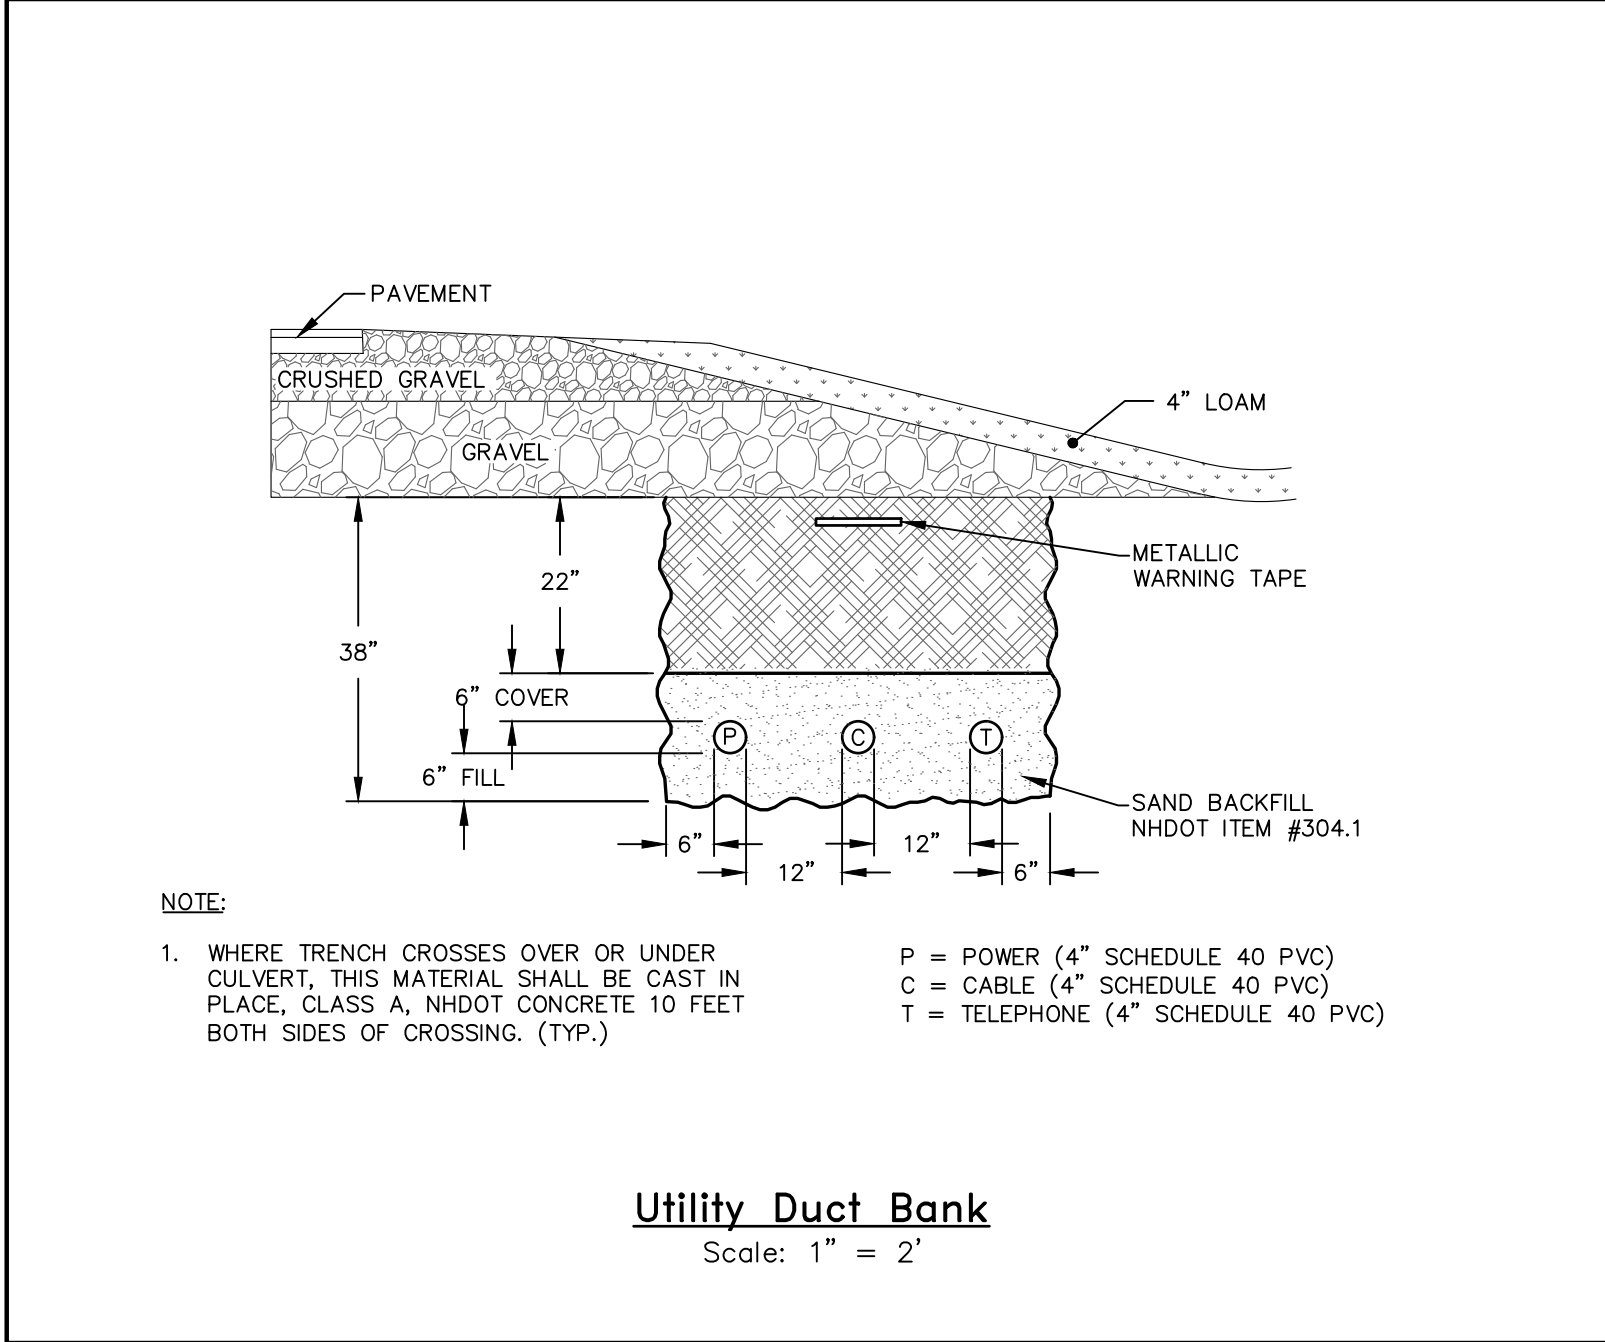 PAVEMENT
CRUSHED GRAVEL
4” LOAM
GRAVEL
METALLIC
WARNING TAPE
22”
38”
6” COVER
P
C
T
6” FILL
SAND BACKFILL
NHDOT ITEM #304.1
6”
12”
12”
6”
NOTE:
1. WHERE TRENCH CROSSES OVER OR UNDER
CULVERT, THIS MATERIAL SHALL BE CAST IN
PLACE, CLASS A, NHDOT CONCRETE 10 FEET
BOTH SIDES OF CROSSING. (TYP.)
P = POWER (4” SCHEDULE 40 PVC)
C = CABLE (4” SCHEDULE 40 PVC)
T = TELEPHONE (4” SCHEDULE 40 PVC)
Utility Duct Bank
Scale: 1” = 2’